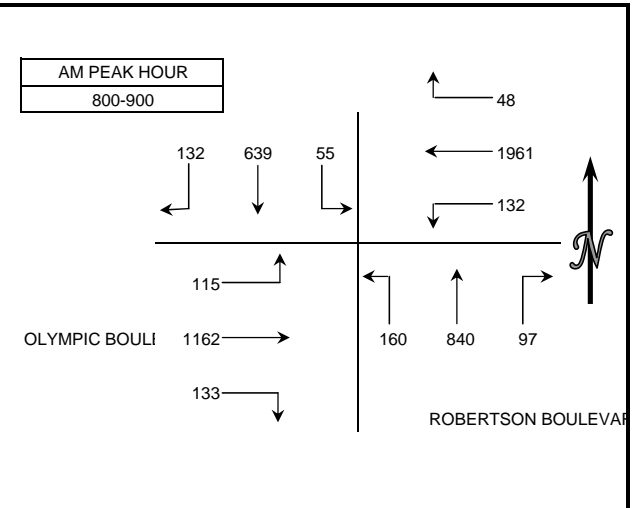 AM PEAK HOUR
800-900
48
132 639 55
1961
132
115
OLYMPIC BOULE 1162
160 840 97
133
ROBERTSON BOULEVAR
N